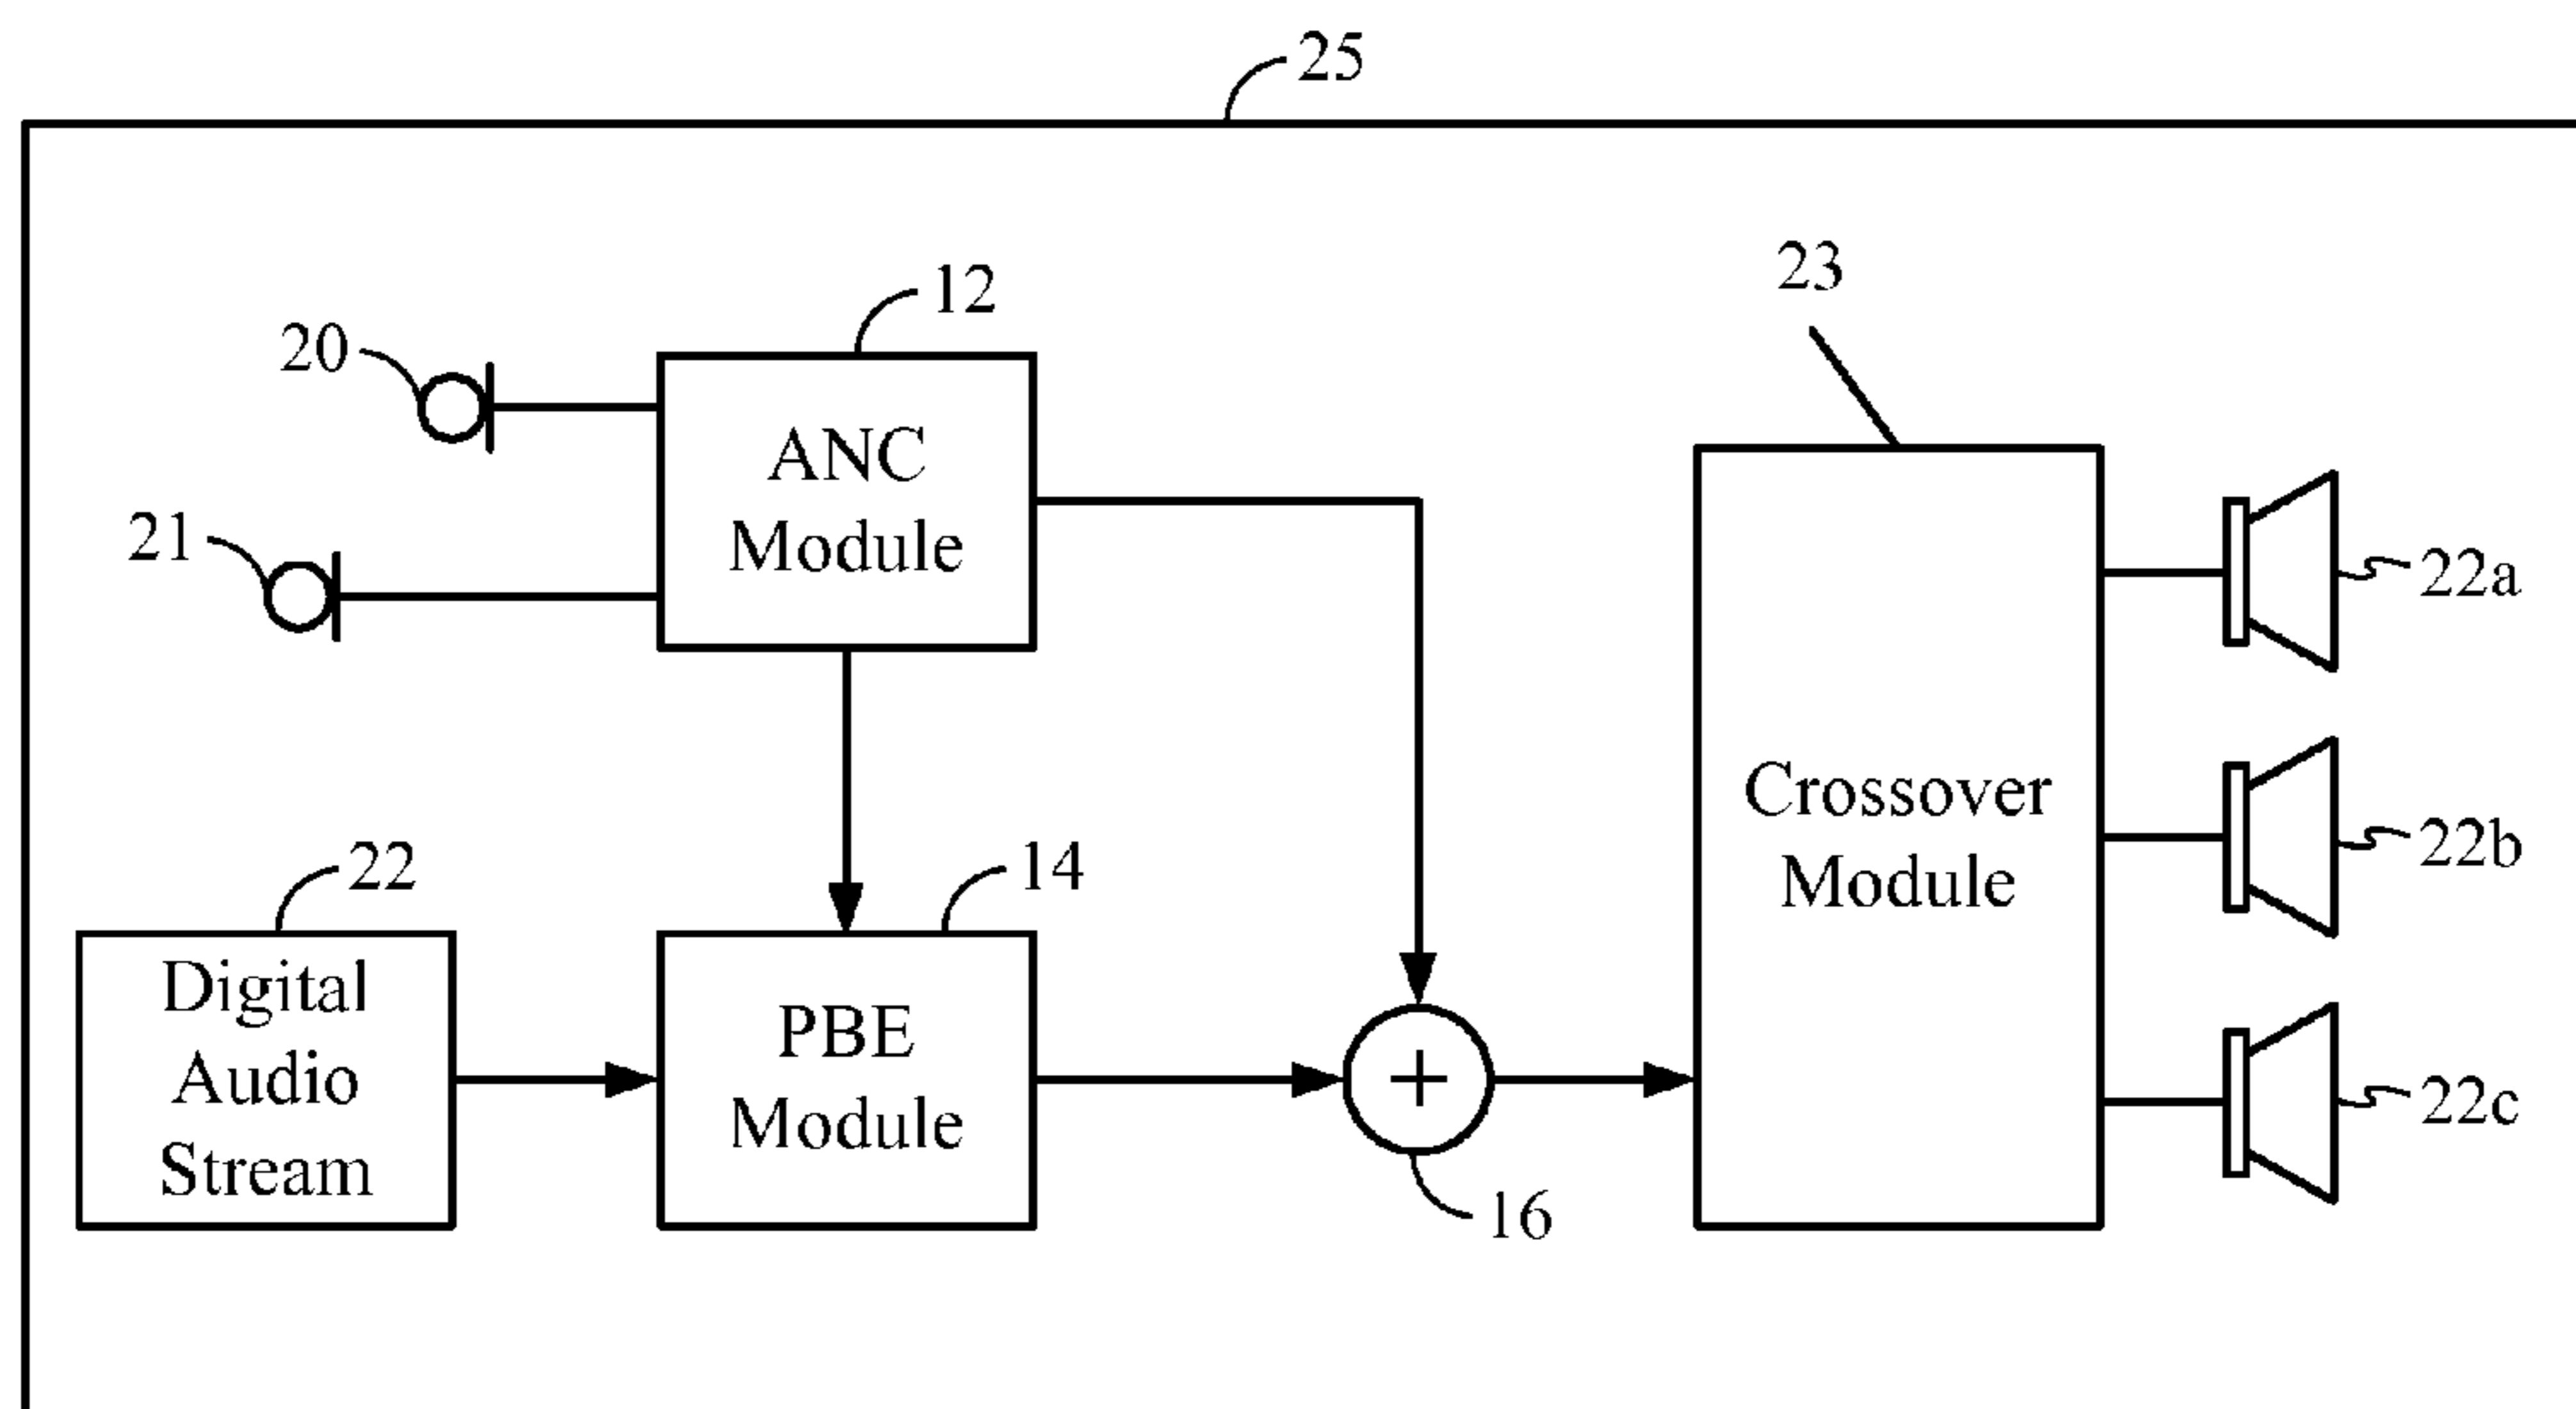 25
23
12
20
ANC
Module
21
22a
Crossover
Module
22b
22
14
Digital
Audio
Stream
PBE
Module
+
22c
16